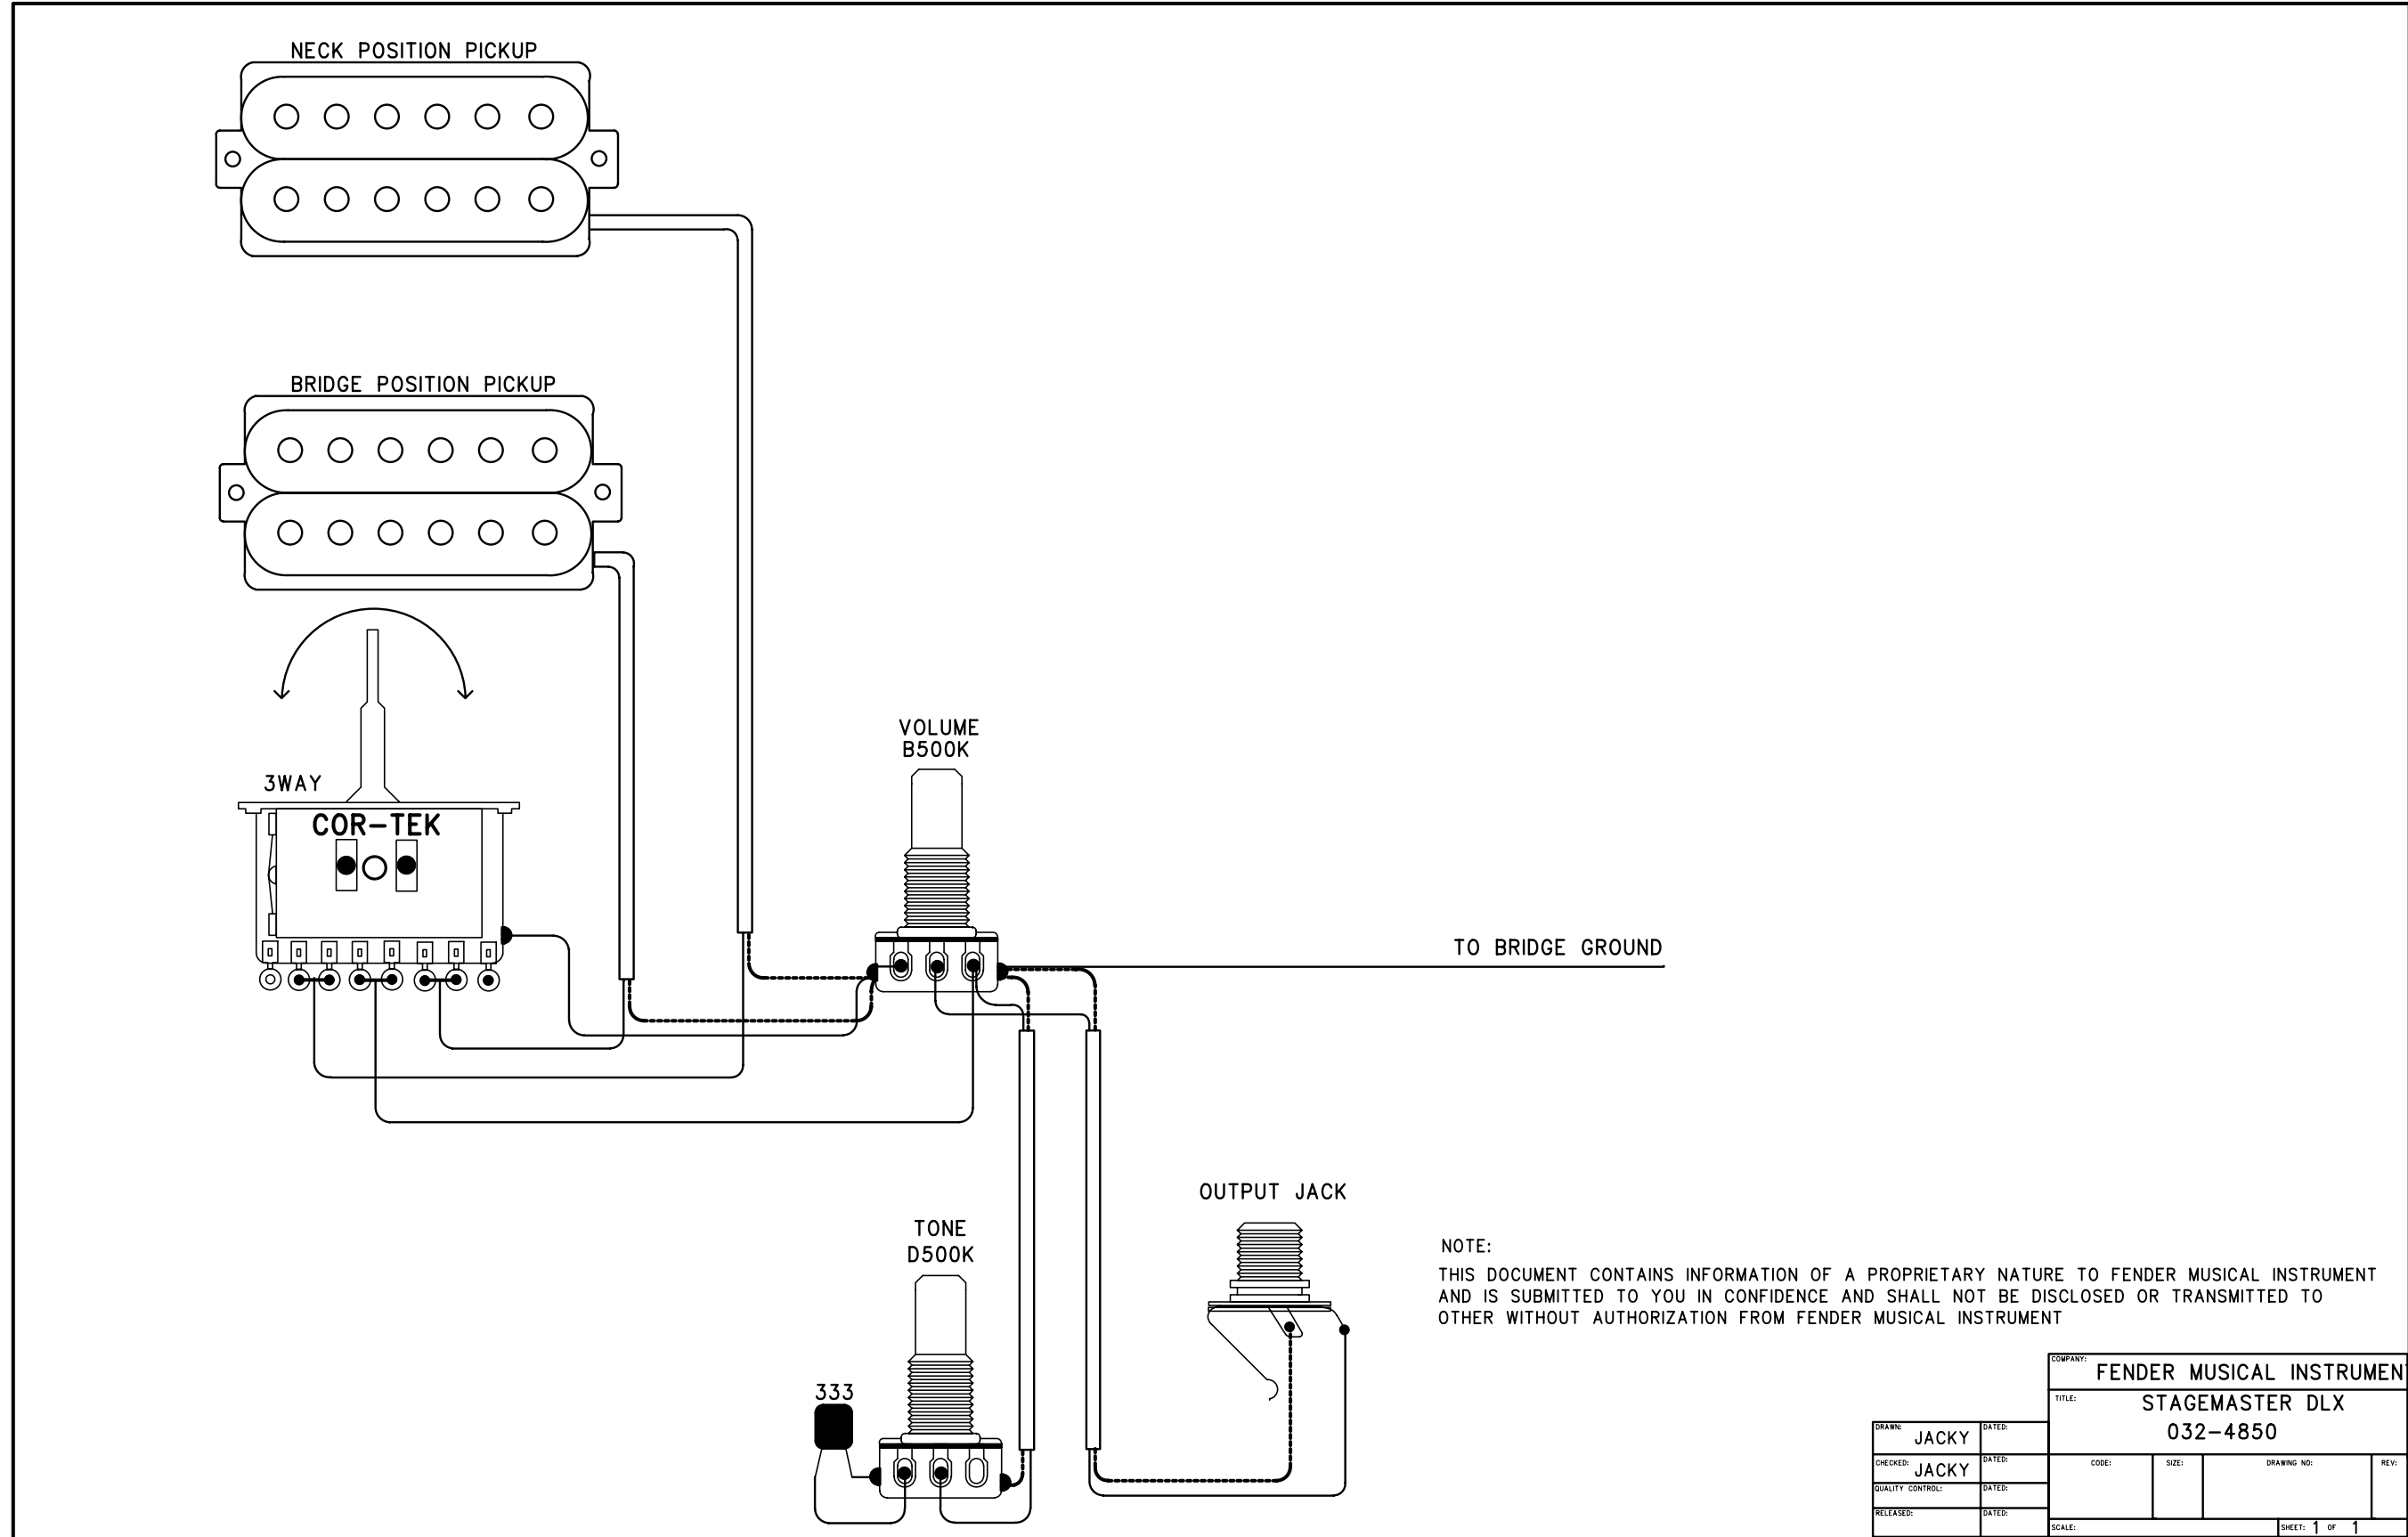 NECK POSITION PICKUP
BRIDGE POSITION PICKUP
3WAY
COR-TEK
VOLUME
B500K
TO BRIDGE GROUND
OUTPUT JACK
TONE
D500K
333
NOTE:
THIS DOCUMENT CONTAINS INFORMATION OF A PROPRIETARY NATURE TO FENDER MUSICAL INSTRUMENT
AND IS SUBMITTED TO YOU IN CONFIDENCE AND SHALL NOT BE DISCLOSED OR TRANSMITTED TO
OTHER WITHOUT AUTHORIZATION FROM FENDER MUSICAL INSTRUMENT
COMPANY: FENDER MUSICAL INSTRUMEN
TITLE: STAGEMASTER DLX
032-4850
DRAWN: JACKY DATED:
CHECKED: JACKY DATED:
QUALITY CONTROL: DATED:
RELEASED: DATED:
CODE: SIZE: DRAWING NO: REV:
SCALE: SHEET: 1 OF 1